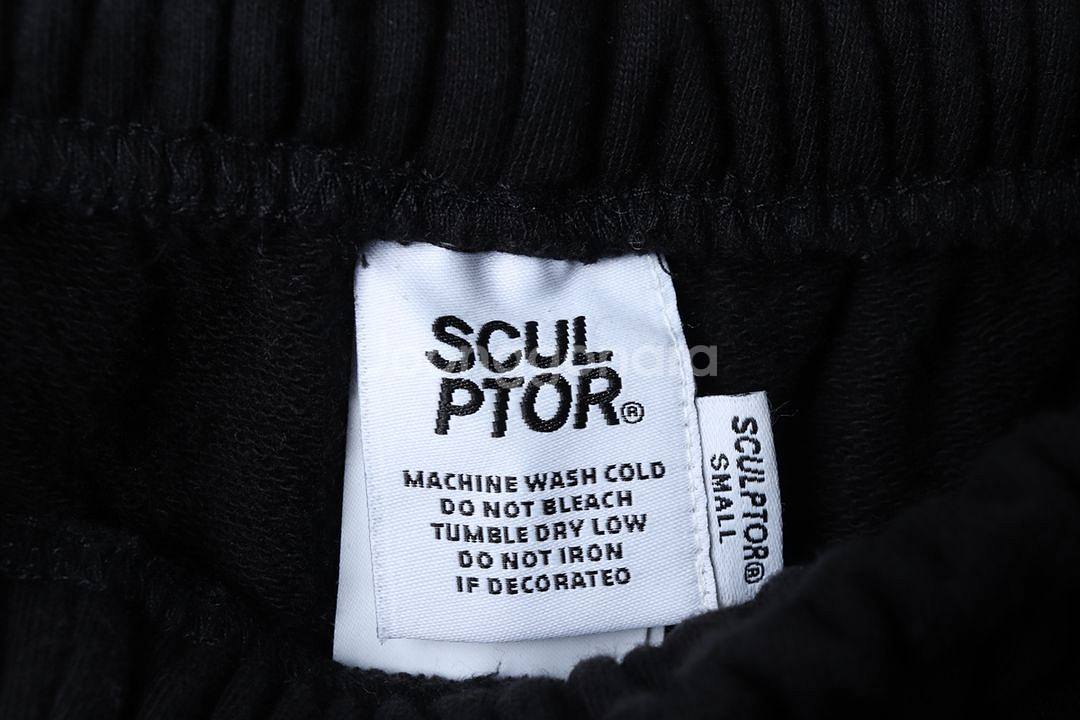 SCUL
PTOR®
MACHINE WASH COLD
DO NOT BLEACH
TUMBLE DRY LOW
DO NOT IRON
IF DECORATED
SCULPTOR®
SMALL